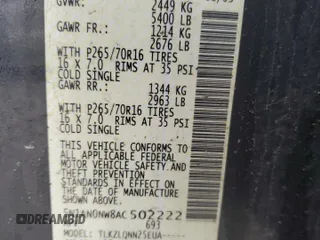 GVWR: 2449 KG
5400 LB
GAWR FR.: 1214 KG
2676 LB
WITH P265/70R16 TIRES
16 X 7.0 RIMS AT 35 PSI
COLD SINGLE
GAWR RR.: 1344 KG
2963 LB
WITH P265/70R16 TIRES
16 X 7.0 RIMS AT 35 PSI
COLD SINGLE
THIS VEHICLE CONFORMS
TO ALL APPLICABLE FEDERAL
MOTOR VEHICLE SAFETY AND
THEFT PREVENTION
STANDARDS IN EFFECT
ON THE DATE OF MANUFACTURE
SHOWN ABOVE.
502222
693
MODEL: TLKZLQNNZ5EUA-----
AUTOBIDMASTER